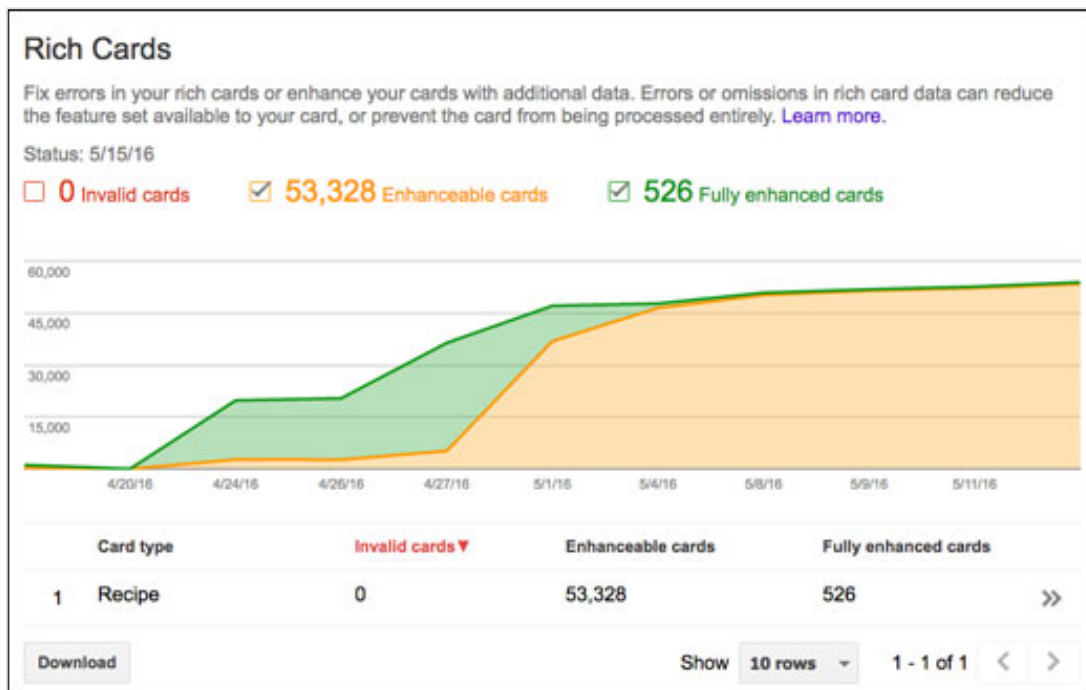 Rich Cards
Fix errors in your rich cards or enhance your cards with additional data. Errors or omissions in rich card data can reduce
the feature set available to your card, or prevent the card from being processed entirely. Learn more.
Status: 5/15/16
0 Invalid cards 53,328 Enhanceable cards 526 Fully enhanced cards
60,000
45,000
30,000
15,000
4/20/16 4/24/16 4/26/16 4/27/16 5/1/16 5/4/16 5/8/16 5/9/16 5/11/16
Card type Invalid cards▼ Enhanceable cards Fully enhanced cards
1 Recipe 0 53,328 526 »
Download Show 10 rows 1 - 1 of 1 < >